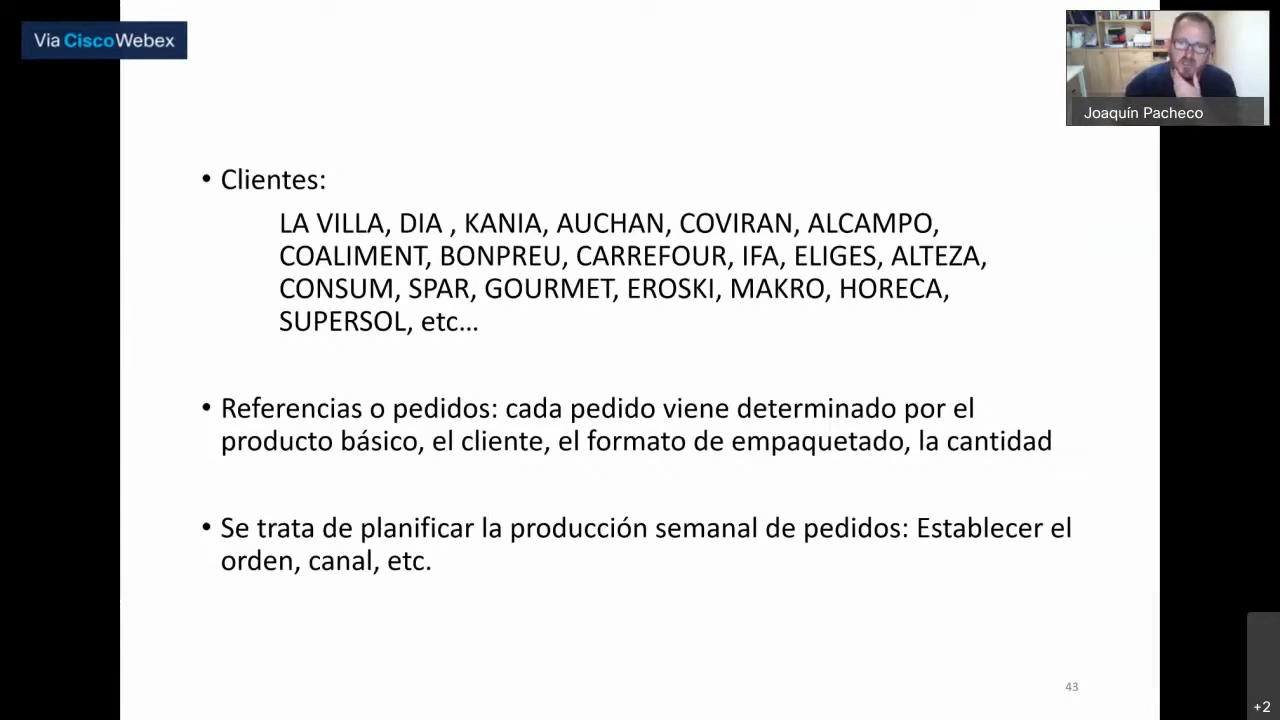 Vía CiscoWebex
Joaquín Pacheco
• Clientes:
LA VILLA, DIA , KANIA, AUCHAN, COVIRAN, ALCAMPO,
COALIMENT, BONPREU, CARREFOUR, IFA, ELIGES, ALTEZA,
CONSUM, SPAR, GOURMET, EROSKI, MAKRO, HORECA,
SUPERSOL, etc…
• Referencias o pedidos: cada pedido viene determinado por el
producto básico, el cliente, el formato de empaquetado, la cantidad
• Se trata de planificar la producción semanal de pedidos: Establecer el
orden, canal, etc.
43
+2